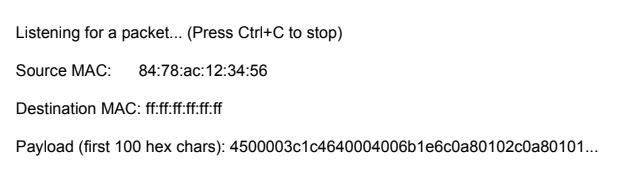 Listening for a packet... (Press Ctrl+C to stop)
Source MAC: 84:78:ac:12:34:56
Destination MAC: ff:ff:ff:ff:ff:ff
Payload (first 100 hex chars): 4500003c1c4640004006b1e6c0a80102c0a80101...